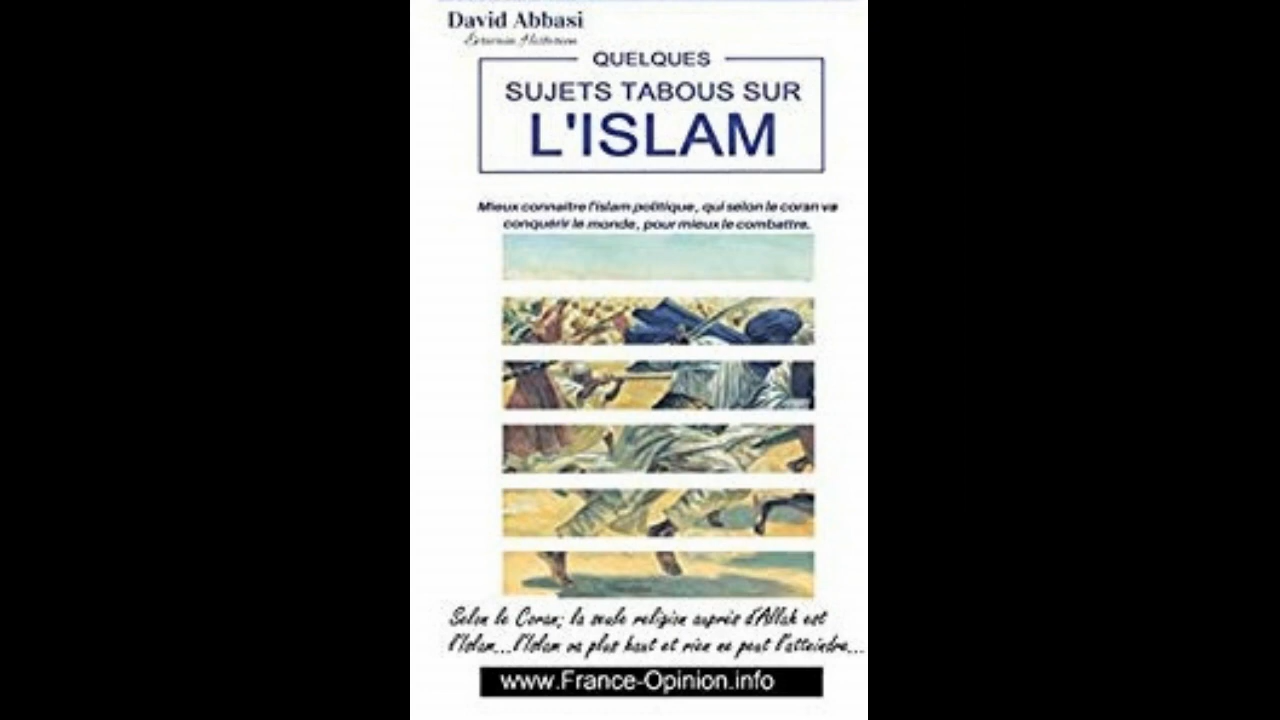 David Abbasi
Ecrivain Historien
QUELQUES
SUJETS TABOUS SUR
L'ISLAM
Mieux connaitre l'islam politique, qui selon le coran va
conquérir le monde, pour mieux le combattre.
Selon le Coran; la seule religion auprès d'Allah est
l'Islam...l'Islam va plus haut et rien ne peut l'atteindre...
www.France-Opinion.info